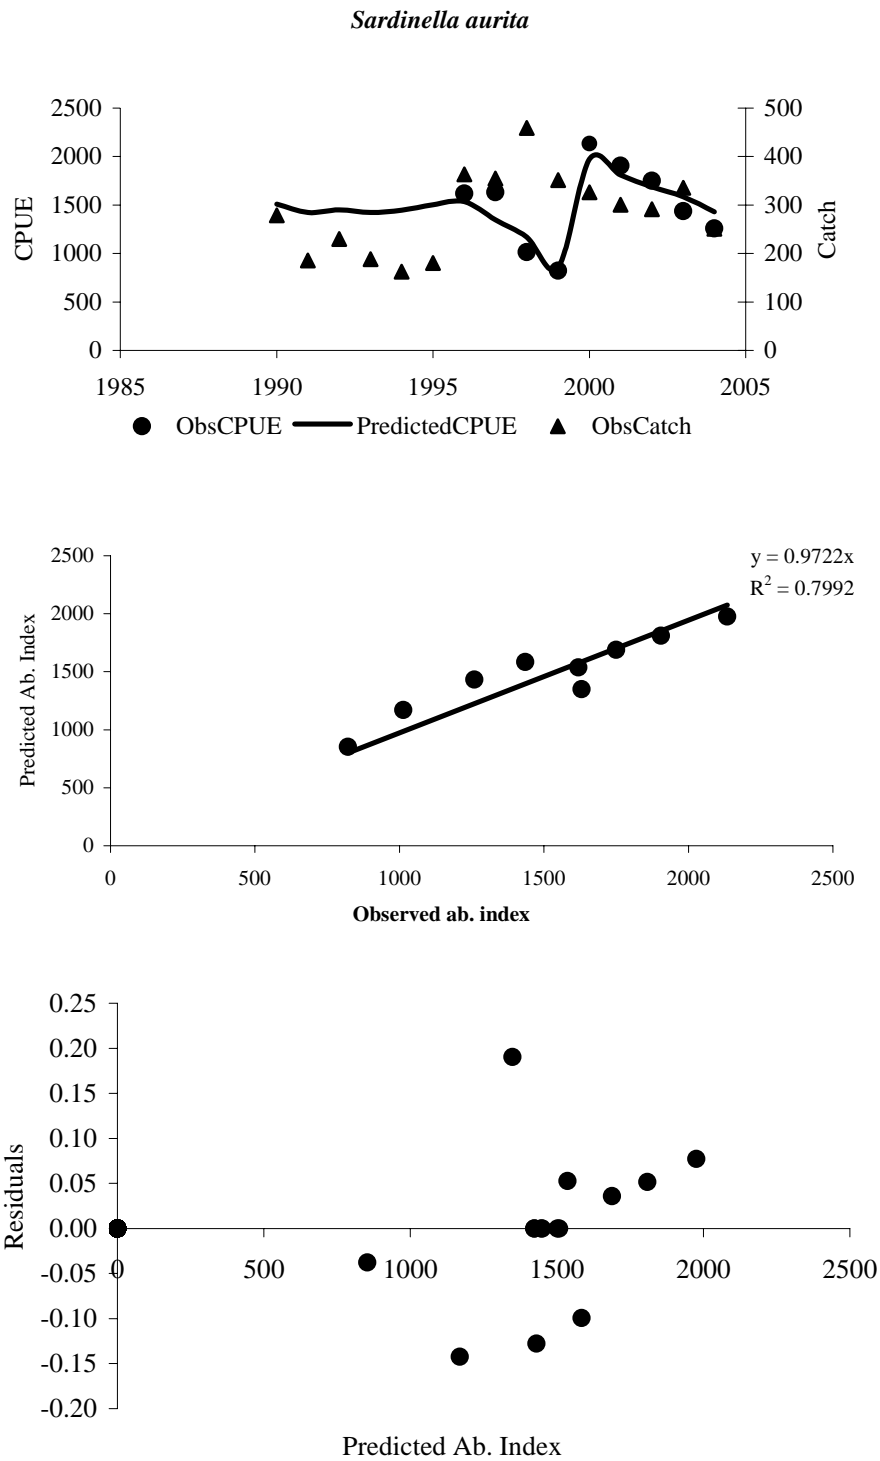 Sardinella aurita
2500
2000
1500
1000
500
0
CPUE
500
400
300
200
100
0
Catch
1985 1990 1995 2000 2005
ObsCPUE PredictedCPUE ObsCatch
2500
2000
1500
1000
500
0
Predicted Ab. Index
y = 0.9722x
R² = 0.7992
0 500 1000 1500 2000 2500
Observed ab. index
0.25
0.20
0.15
0.10
0.05
0.00
-0.05
-0.10
-0.15
-0.20
Residuals
0 500 1000 1500 2000 2500
Predicted Ab. Index